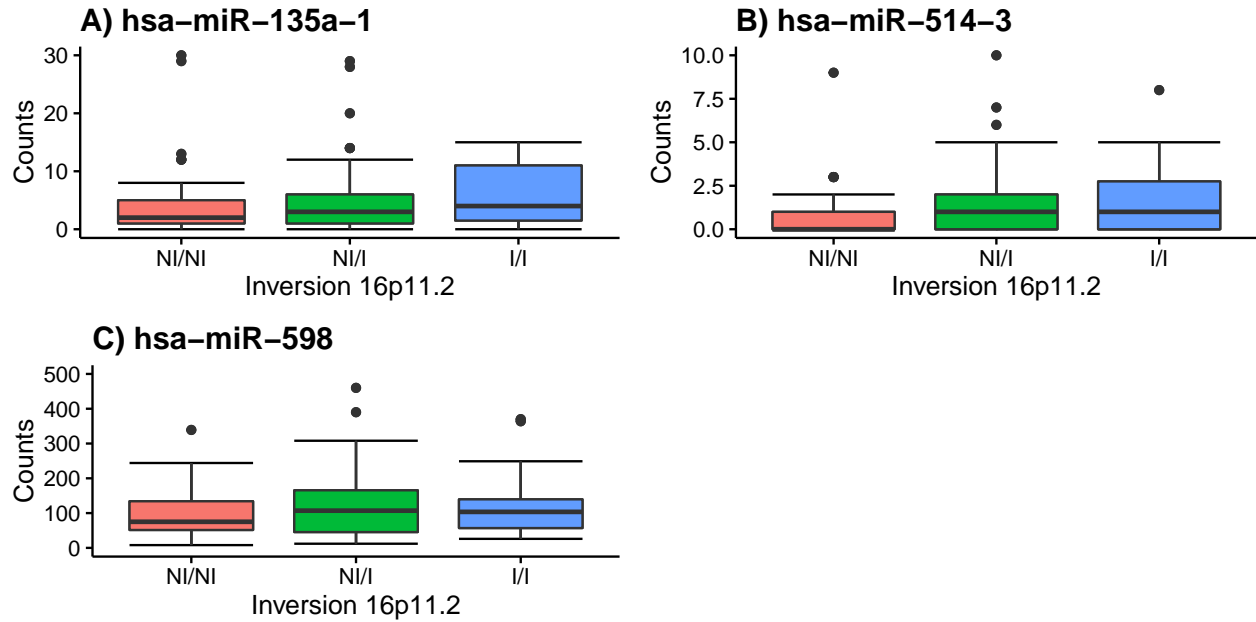 A) hsa−miR−135a−1
30
20
10
0
Counts
NI/NI NI/I I/I
Inversion 16p11.2
B) hsa−miR−514−3
10.0
7.5
5.0
2.5
0.0
Counts
NI/NI NI/I I/I
Inversion 16p11.2
C) hsa−miR−598
500
400
300
200
100
0
Counts
NI/NI NI/I I/I
Inversion 16p11.2